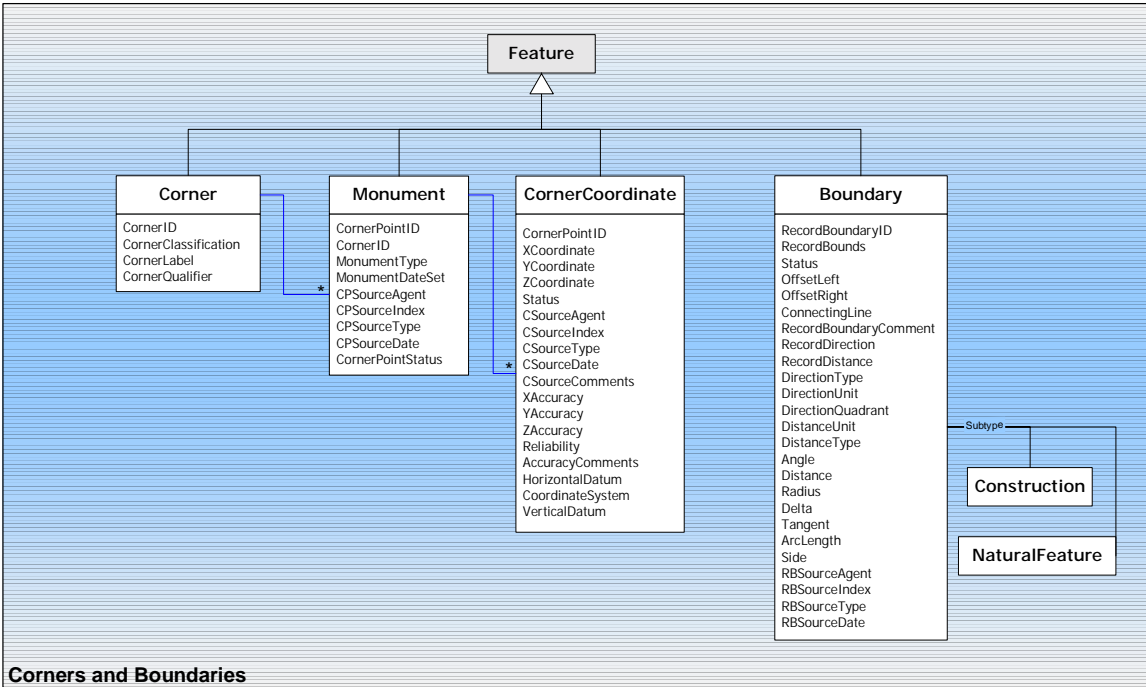 Feature
Corner
CornerID
CornerClassification
CornerLabel
CornerQualifier
*
Monument
CornerPointID
CornerID
MonumentType
MonumentDateSet
CPSourceAgent
CPSourceIndex
CPSourceType
CPSourceDate
CornerPointStatus
*
CornerCoordinate
CornerPointID
XCoordinate
YCoordinate
ZCoordinate
Status
CSourceAgent
CSourceIndex
CSourceType
CSourceDate
CSourceComments
XAccuracy
YAccuracy
ZAccuracy
Reliability
AccuracyComments
HorizontalDatum
CoordinateSystem
VerticalDatum
Boundary
RecordBoundaryID
RecordBounds
Status
OffsetLeft
OffsetRight
ConnectingLine
RecordBoundaryComment
RecordDirection
RecordDistance
DirectionType
DirectionUnit
DirectionQuadrant
DistanceUnit
DistanceType
Angle
Distance
Radius
Delta
Tangent
ArcLength
Side
RBSourceAgent
RBSourceIndex
RBSourceType
RBSourceDate
Subtype
Construction
NaturalFeature
Corners and Boundaries